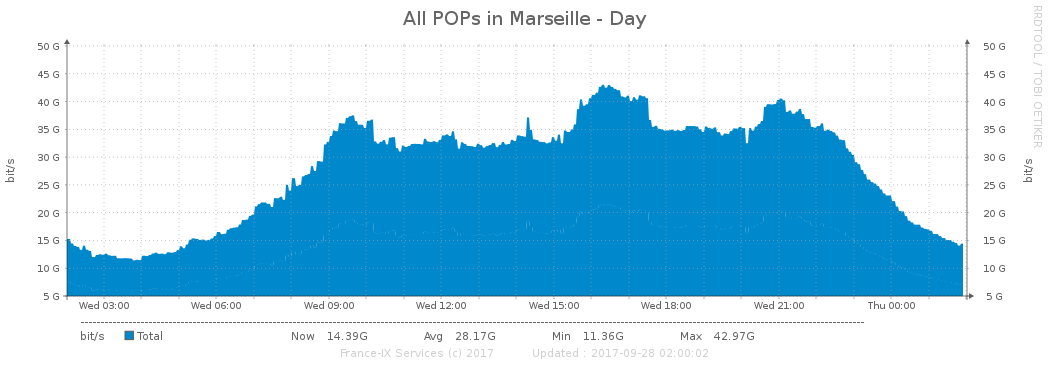 All POPs in Marseille - Day
RRDTOOL / TOBI OETIKER
50 G 50 G
45 G 45 G
40 G 40 G
35 G 35 G
30 G 30 G
25 G 25 G
20 G 20 G
15 G 15 G
10 G 10 G
5 G 5 G
bit/s bit/s
Wed 03:00 Wed 06:00 Wed 09:00 Wed 12:00 Wed 15:00 Wed 18:00 Wed 21:00 Thu 00:00
bit/s Total Now 14.39G Avg 28.17G Min 11.36G Max 42.97G
France-IX Services (c) 2017 Updated : 2017-09-28 02:00:02